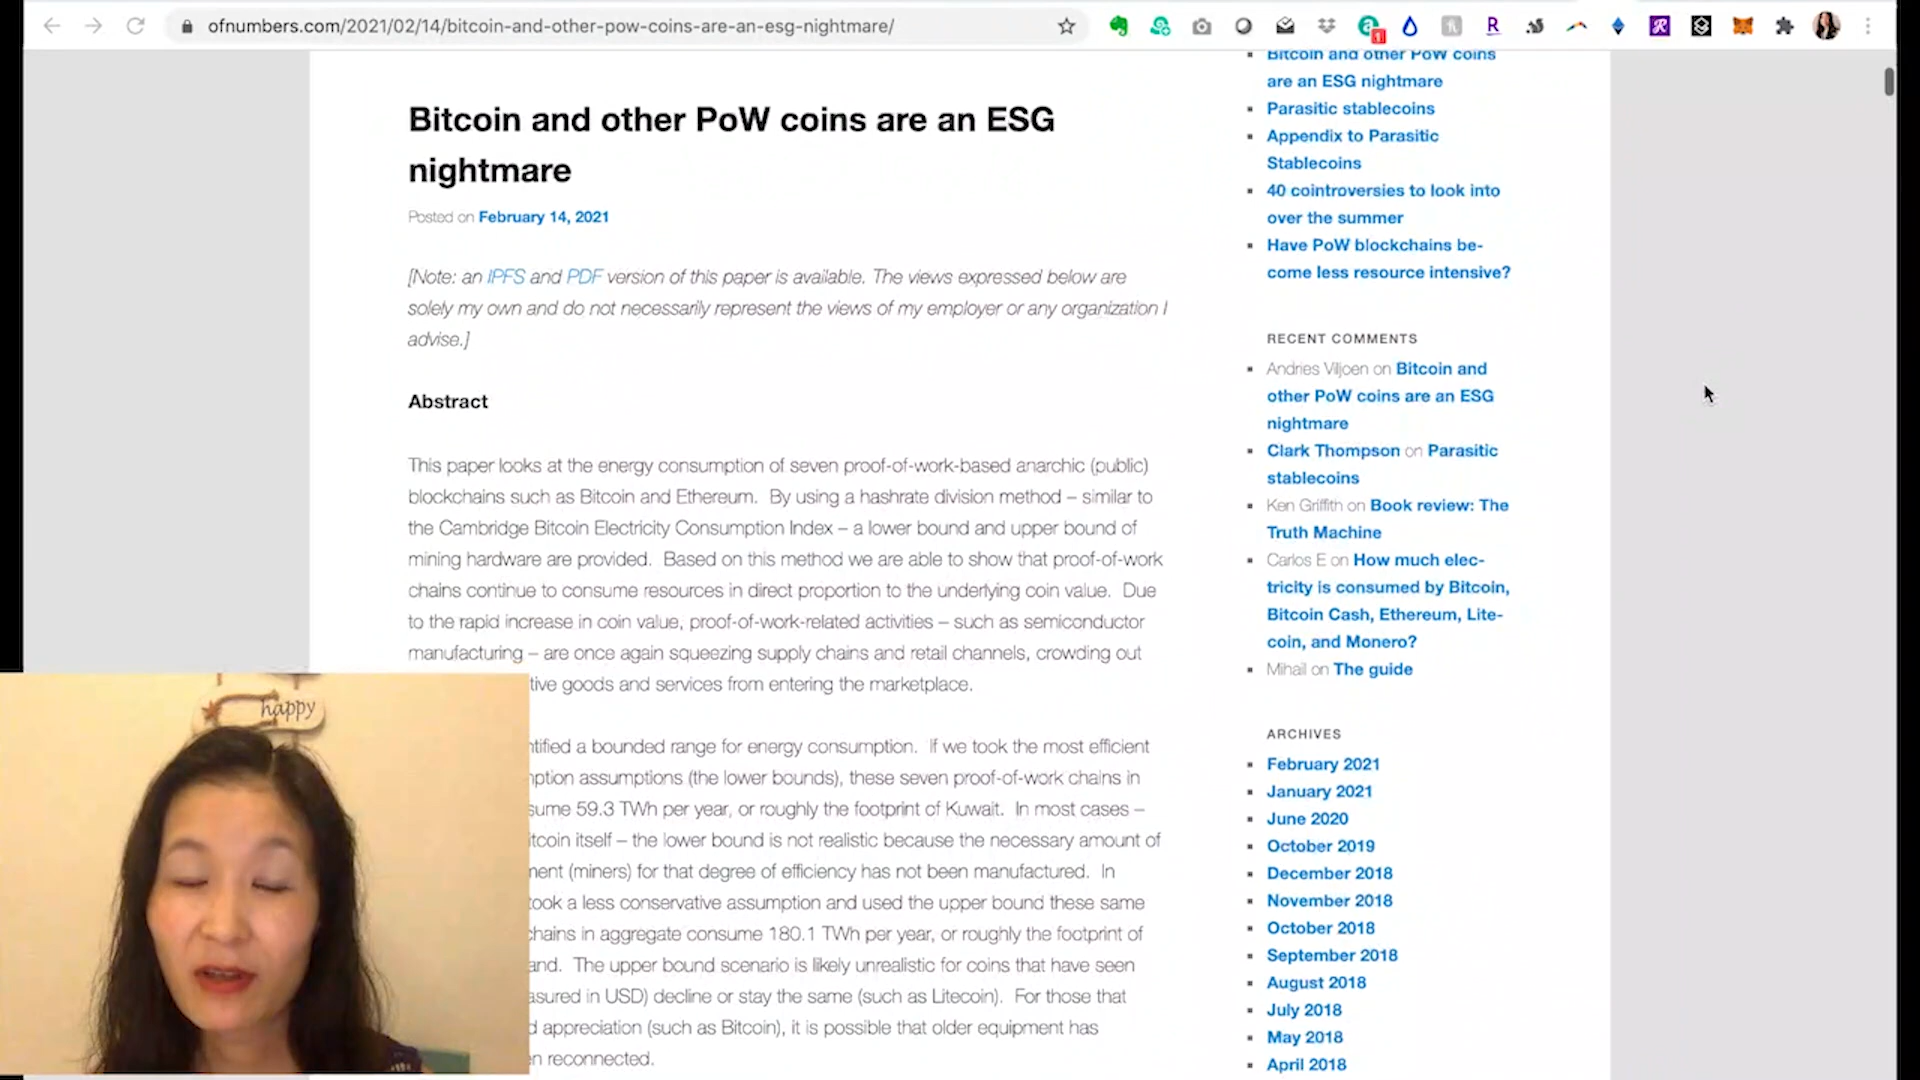 ofnumbers.com/2021/02/14/bitcoin-and-other-pow-coins-are-an-esg-nightmare/
Bitcoin and other PoW coins are an ESG
nightmare
Posted on February 14, 2021
[Note: an IPFS and PDF version of this paper is available. The views expressed below are
solely my own and do not necessarily represent the views of my employer or any organization I
advise.]
Abstract
This paper looks at the energy consumption of seven proof-of-work-based anarchic (public)
blockchains such as Bitcoin and Ethereum. By using a hashrate division method – similar to
the Cambridge Bitcoin Electricity Consumption Index – a lower bound and upper bound of
mining hardware are provided. Based on this method we are able to show that proof-of-work
chains continue to consume resources in direct proportion to the underlying coin value. Due
to the rapid increase in coin value, proof-of-work-related activities – such as semiconductor
manufacturing – are once again squeezing supply chains and retail channels, crowding out
tive goods and services from entering the marketplace.
ntified a bounded range for energy consumption. If we took the most efficient
nption assumptions (the lower bounds), these seven proof-of-work chains in
sume 59.3 TWh per year, or roughly the footprint of Kuwait. In most cases –
itcoin itself – the lower bound is not realistic because the necessary amount of
ment (miners) for that degree of efficiency has not been manufactured. In
took a less conservative assumption and used the upper bound these same
chains in aggregate consume 180.1 TWh per year, or roughly the footprint of
and. The upper bound scenario is likely unrealistic for coins that have seen
asured in USD) decline or stay the same (such as Litecoin). For those that
d appreciation (such as Bitcoin), it is possible that older equipment has
n reconnected.
Bitcoin and other PoW coins
are an ESG nightmare
Parasitic stablecoins
Appendix to Parasitic
Stablecoins
40 cointroversies to look into
over the summer
Have PoW blockchains be-
come less resource intensive?
RECENT COMMENTS
Andries Viljoen on Bitcoin and
other PoW coins are an ESG
nightmare
Clark Thompson on Parasitic
stablecoins
Ken Griffith on Book review: The
Truth Machine
Carlos E on How much elec-
tricity is consumed by Bitcoin,
Bitcoin Cash, Ethereum, Lite-
coin, and Monero?
Mihail on The guide
ARCHIVES
February 2021
January 2021
June 2020
October 2019
December 2018
November 2018
October 2018
September 2018
August 2018
July 2018
May 2018
April 2018
happy